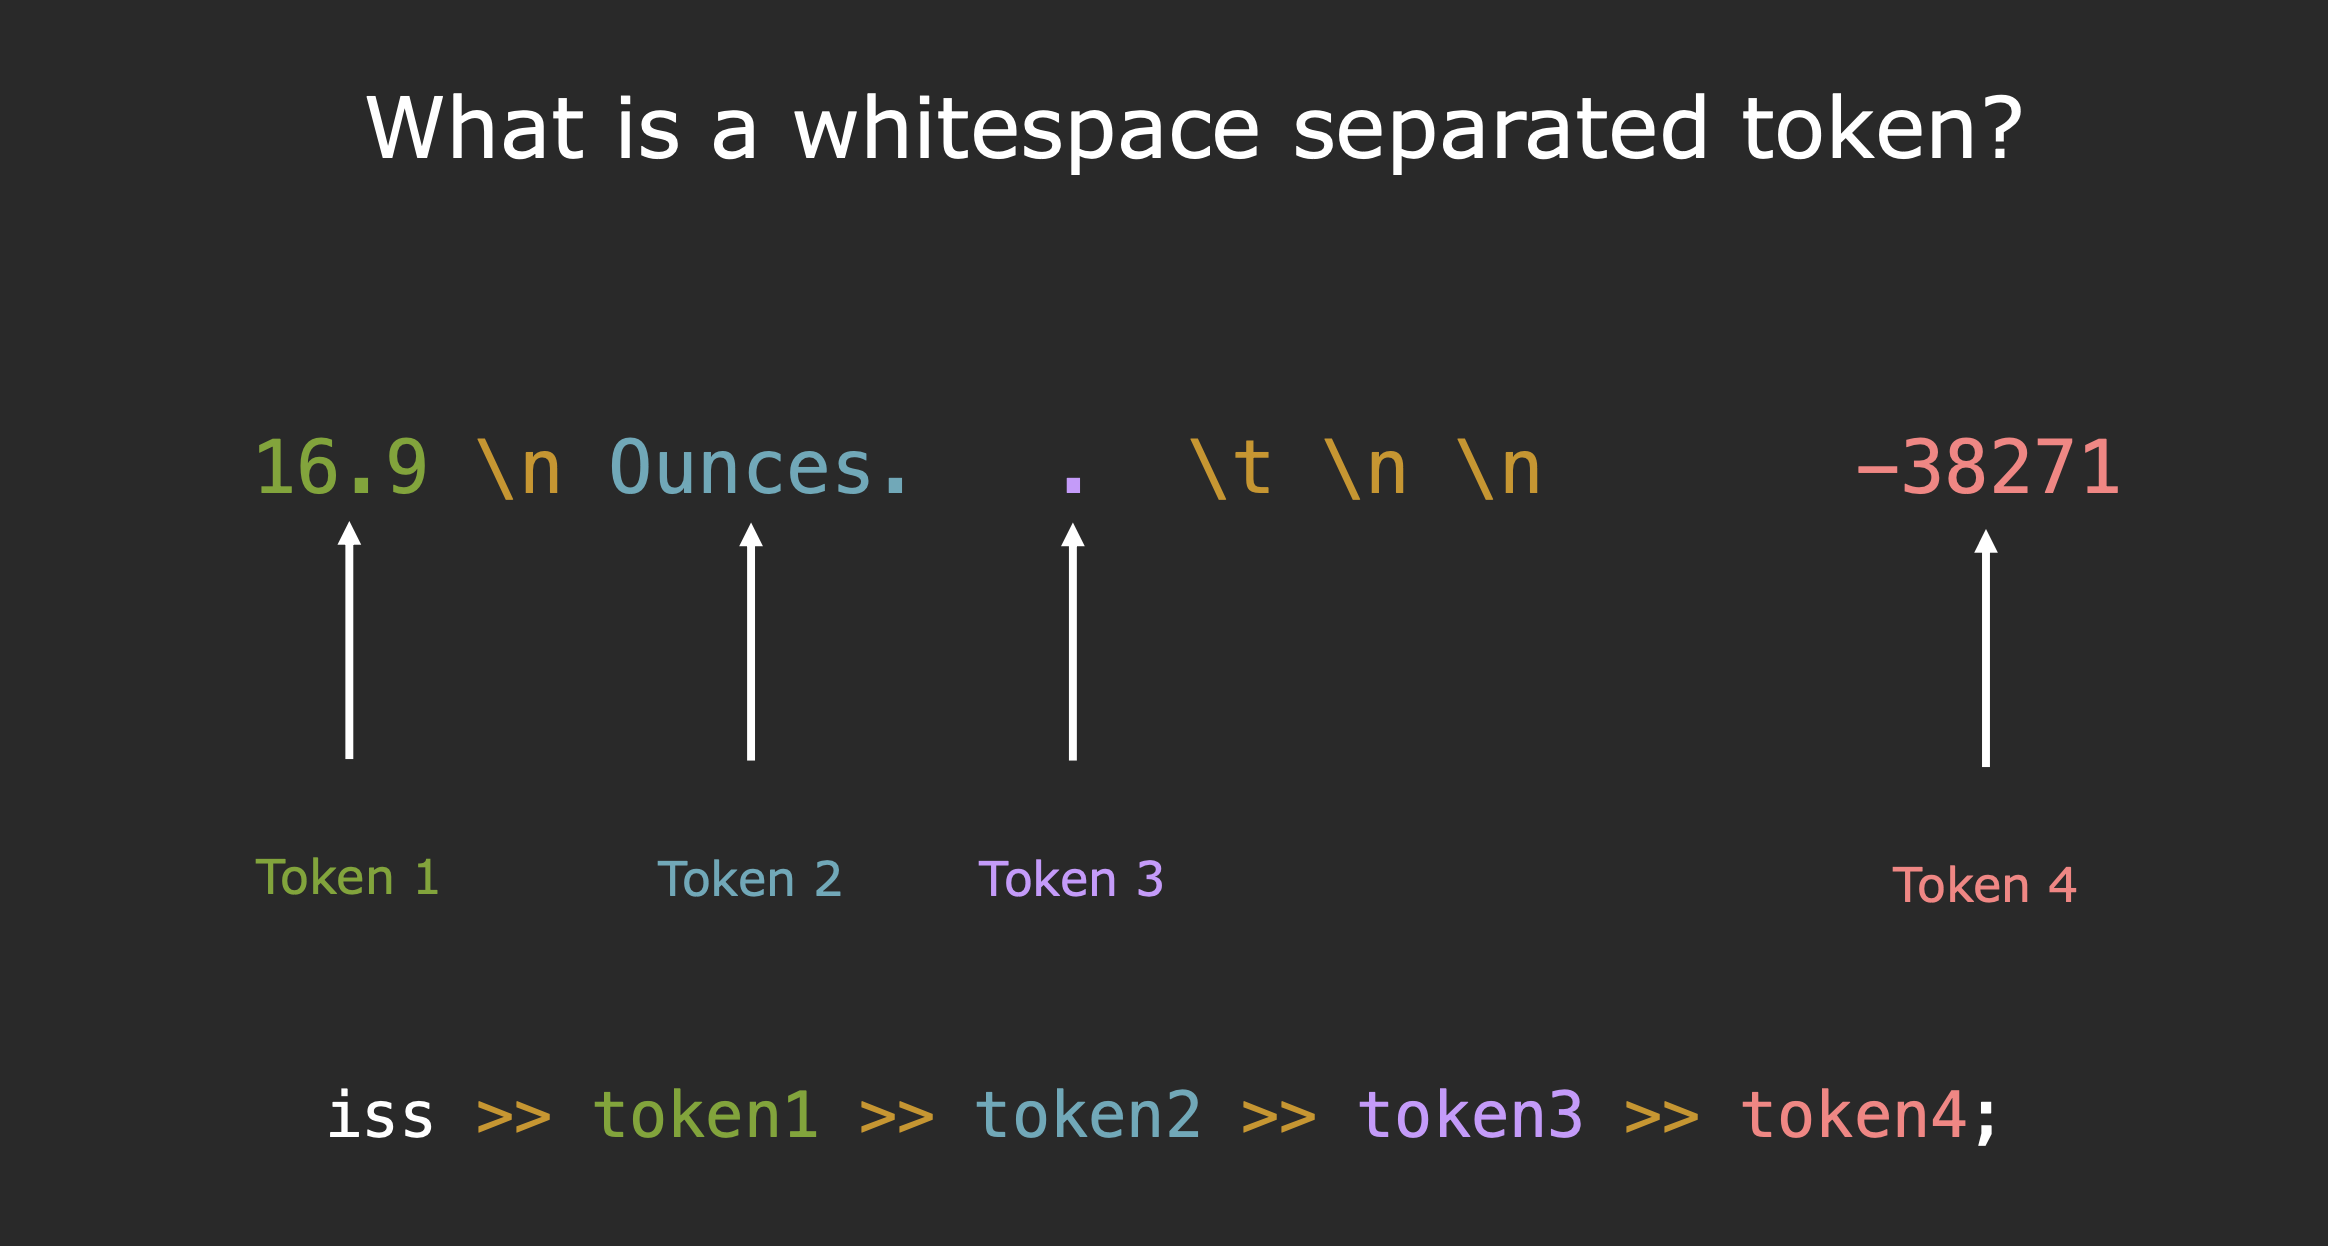 What is a whitespace separated token?
16.9 \n Ounces. . \t \n \n -38271
Token 1 Token 2 Token 3 Token 4
iss >> token1 >> token2 >> token3 >> token4;